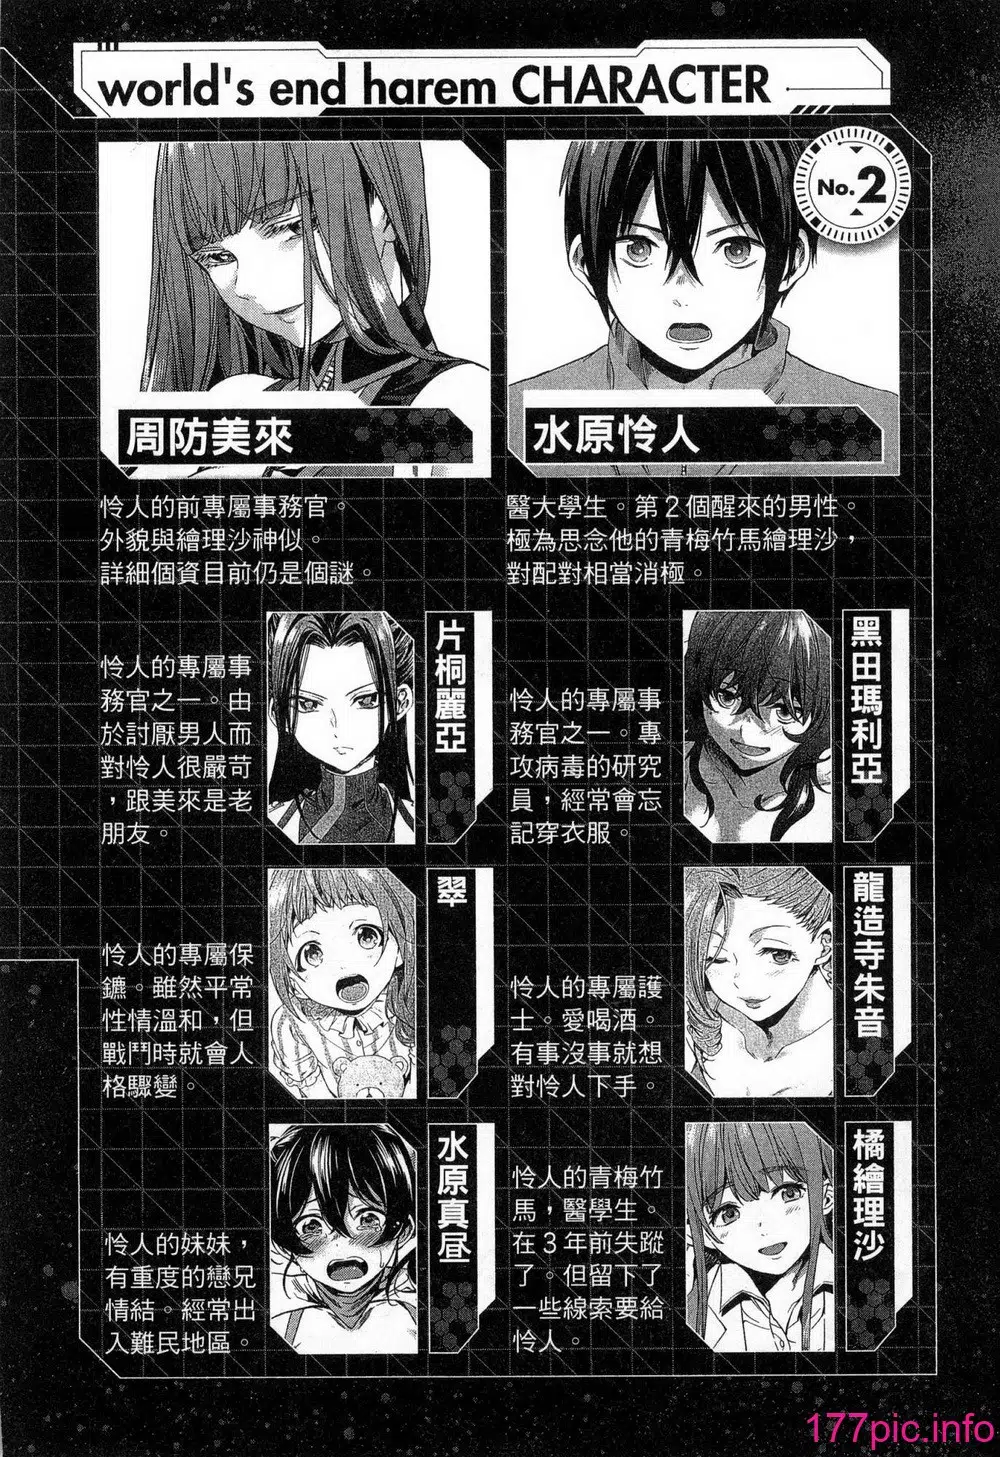 world's end harem CHARACTER
No.2
水原怜人
醫大學生。第２個醒來的男性。
極為思念他的青梅竹馬繪理沙，
對配對相當消極。
周防美來
怜人的前專屬事務官。
外貌與繪理沙神似。
詳細個資目前仍是個謎。
黑田瑪利亞
怜人的專屬事
務官之一。專
攻病毒的研究
員，經常會忘
記穿衣服。
片桐麗亞
怜人的專屬事
務官之一。由
於討厭男人而
對怜人很嚴苛
，跟美來是老
朋友。
龍造寺朱音
怜人的專屬護
士。愛喝酒。
有事沒事就想
對怜人下手。
翠
怜人的專屬保
鑣。雖然平常
性情溫和，但
戰鬥時就會人
格驟變。
橘繪理沙
怜人的青梅竹
馬，醫學生。
在３年前失蹤
了。但留下了
一些線索要給
怜人。
水原真昼
怜人的妹妹，
有重度的戀兄
情結。經常出
入難民地區。
177pic.info